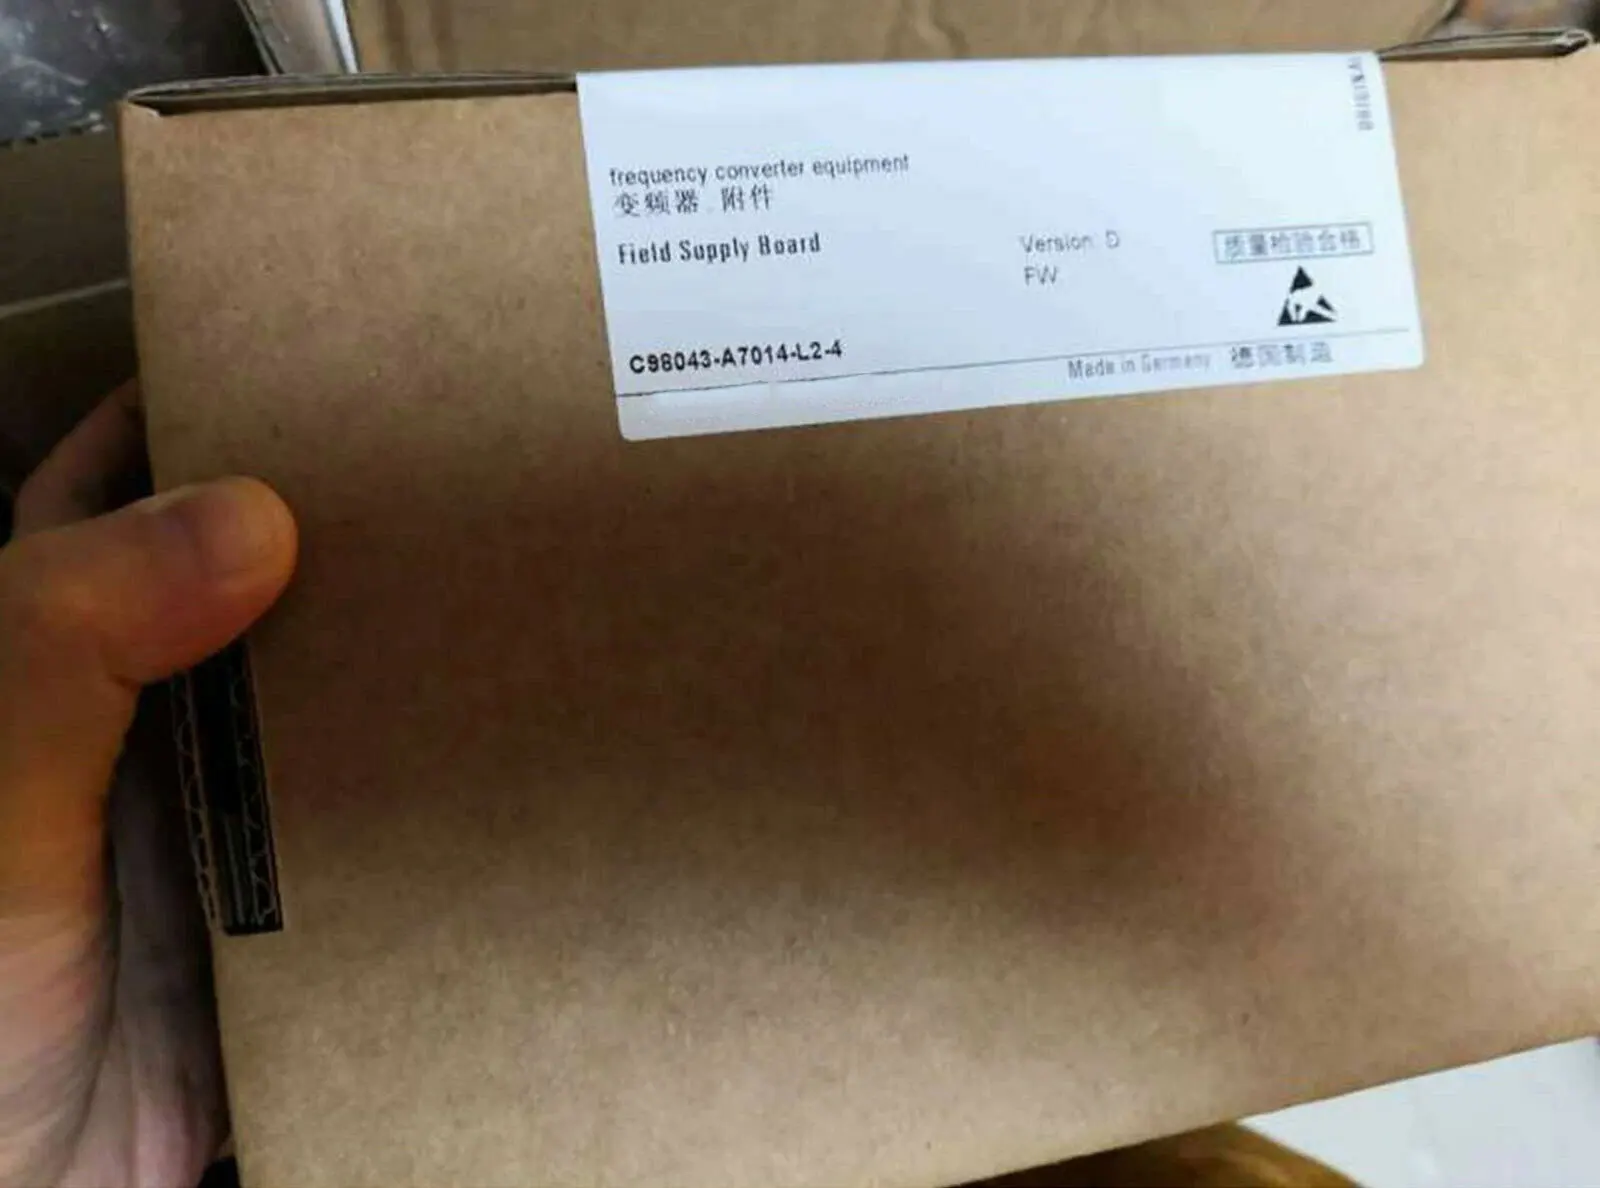 frequency converter equipment
变频器 附件
Field Supply Board
Version: D
FW
质量检验合格
C98043-A7014-L2-4
Made in Germany 德国制造